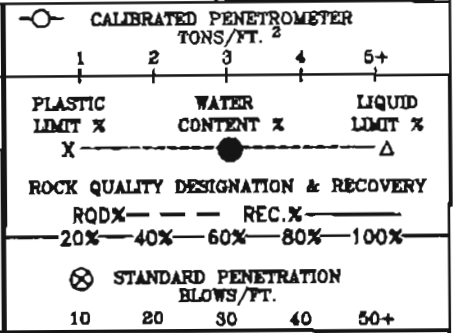 CALIBRATED PENETROMETER
TONS/FT. 2
1 2 3 4 5+
PLASTIC WATER LIQUID
LIMIT % CONTENT % LIMIT %
X
ROCK QUALITY DESIGNATION & RECOVERY
RQD% REC.%
20% 40% 60% 80% 100%
STANDARD PENETRATION
BLOWS/FT.
10 20 30 40 50+